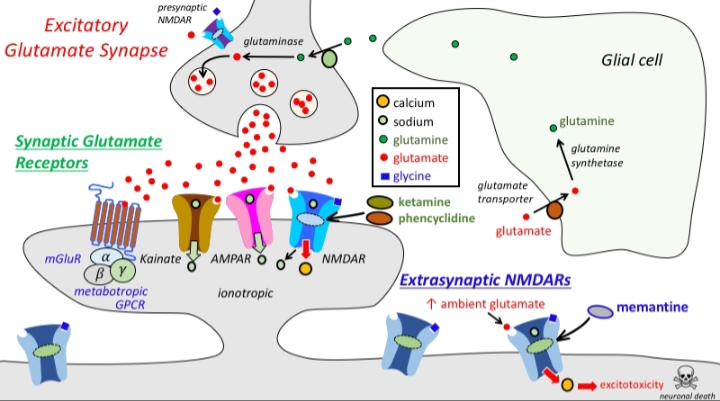 Excitatory
Glutamate Synapse
presynaptic
NMDAR
glutaminase
Glial cell
calcium
sodium
glutamine
glutamate
glycine
glutamine
glutamine
synthetase
glutamate
transporter
glutamate
Synaptic Glutamate
Receptors
ketamine
phencyclidine
mGluR
α
β
γ
Kainate
AMPAR
NMDAR
metabotropic
GPCR
ionotropic
Extrasynaptic NMDARs
↑ ambient glutamate
memantine
excitotoxicity
neuronal death